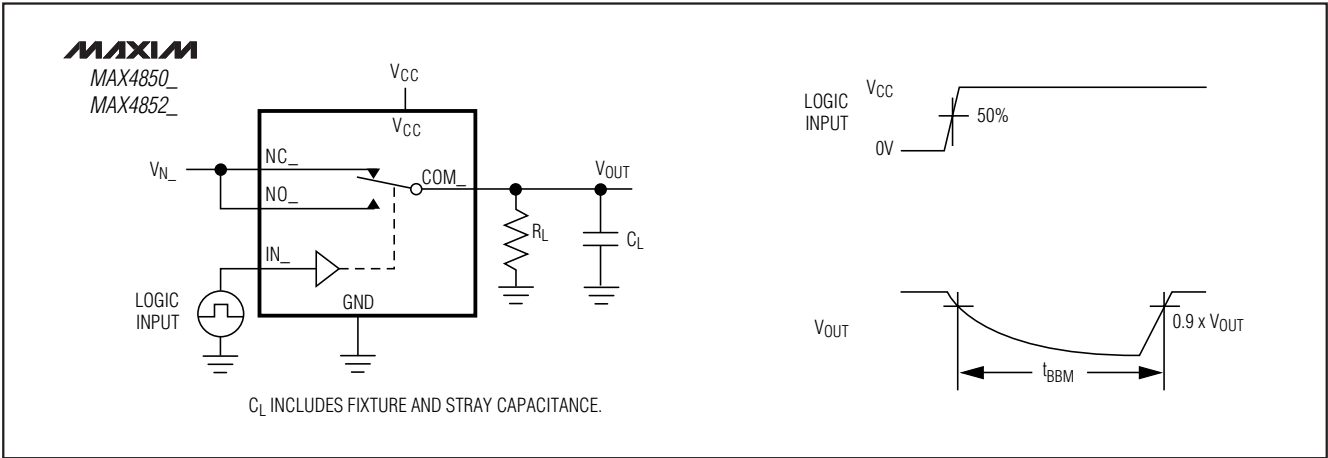 MAXIM
MAX4850_
MAX4852_
VCC
VCC
VN_
NC_
NO_
COM_
VOUT
RL
CL
IN_
LOGIC
INPUT
GND
CL INCLUDES FIXTURE AND STRAY CAPACITANCE.
LOGIC
INPUT
VCC
50%
0V
VOUT
0.9 x VOUT
tBBM